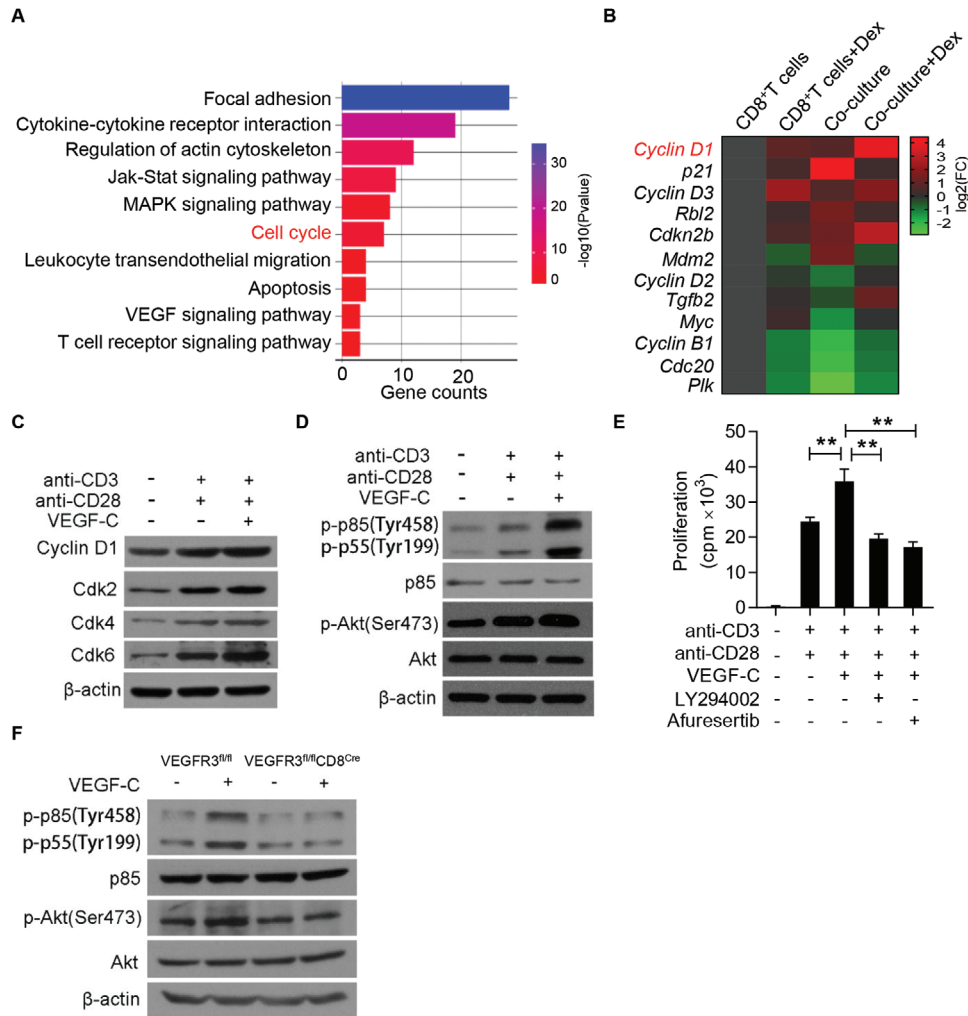 A
Focal adhesion
Cytokine-cytokine receptor interaction
Regulation of actin cytoskeleton
Jak-Stat signaling pathway
MAPK signaling pathway
Cell cycle
Leukocyte transendothelial migration
Apoptosis
VEGF signaling pathway
T cell receptor signaling pathway
0 10 20
Gene counts
30
20
10
0
-log10(Pvalue)
B
CD8+T cells
CD8+T cells+Dex
Co-culture
Co-culture+Dex
Cyclin D1
p21
Cyclin D3
Rbl2
Cdkn2b
Mdm2
Cyclin D2
Tgfb2
Myc
Cyclin B1
Cdc20
Plk
4
3
2
1
0
-1
-2
log2(FC)
C
anti-CD3 - + +
anti-CD28 - + +
VEGF-C - - +
Cyclin D1
Cdk2
Cdk4
Cdk6
β-actin
D
anti-CD3 - + +
anti-CD28 - + +
VEGF-C - - +
p-p85(Tyr458)
p-p55(Tyr199)
p85
p-Akt(Ser473)
Akt
β-actin
E
** ** **
50
40
30
20
10
0
Proliferation
(cpm × 10³)
anti-CD3 - + + + +
anti-CD28 - + + + +
VEGF-C - - + + +
LY294002 - - - + -
Afuresertib - - - - +
F
VEGFR3fl/fl VEGFR3fl/flCD8Cre
VEGF-C - + - +
p-p85(Tyr458)
p-p55(Tyr199)
p85
p-Akt(Ser473)
Akt
β-actin